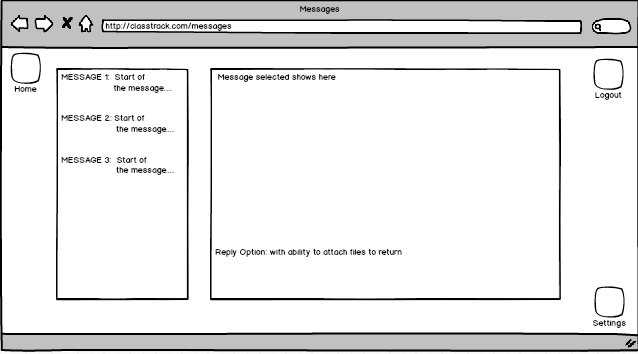 Messages
http://classtrack.com/messages
Home
MESSAGE 1: Start of
the message....
MESSAGE 2: Start of
the message....
MESSAGE 3: Start of
the message....
Message selected shows here
Reply Option: with ability to attach files to return
Logout
Settings